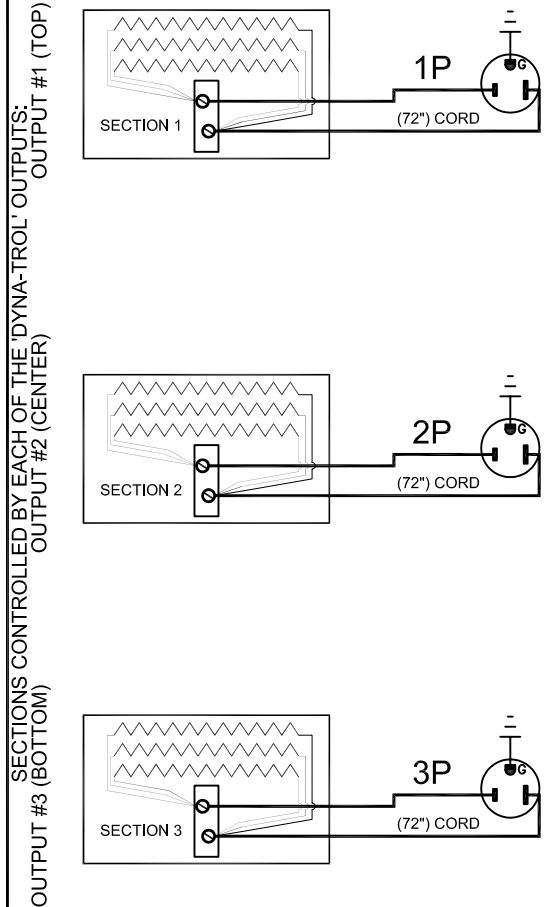 SECTIONS CONTROLLED BY EACH OF THE 'DYNA-TROL' OUTPUTS:
OUTPUT #1 (TOP)
SECTION 1
1P
(72") CORD
G
OUTPUT #2 (CENTER)
SECTION 2
2P
(72") CORD
G
OUTPUT #3 (BOTTOM)
SECTION 3
3P
(72") CORD
G